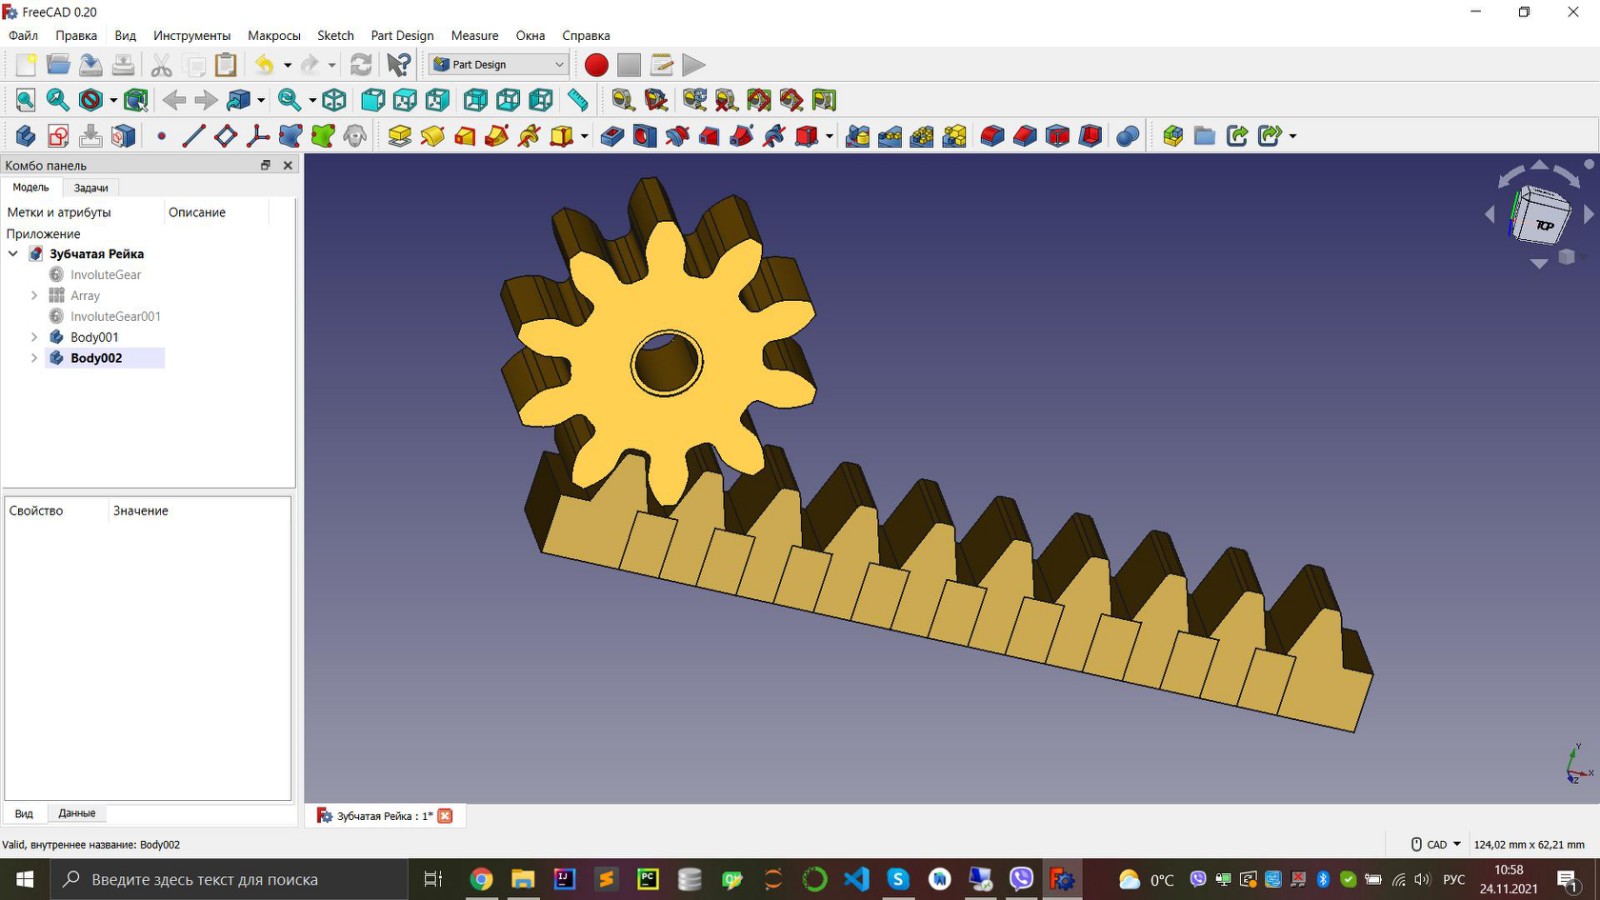 FreeCAD 0.20
Файл Правка Вид Инструменты Макросы Sketch Part Design Measure Окна Справка
Part Design
Комбо панель
Модель Задачи
Метки и атрибуты Описание
Приложение
Зубчатая Рейка
InvoluteGear
Array
InvoluteGear001
Body001
Body002
TOP
Свойство Значение
Y
X
Z
Вид Данные
Зубчатая Рейка : 1*
Valid, внутреннее название: Body002
CAD 124,02 mm x 62,21 mm
Введите здесь текст для поиска
IJ
PC
S
0°C
РУС
10:58
24.11.2021
1